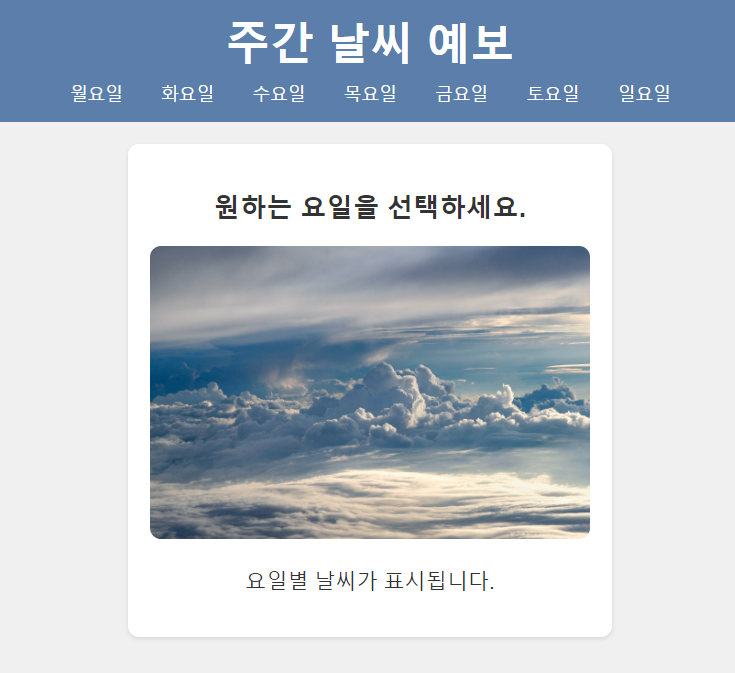 주간 날씨 예보
월요일 화요일 수요일 목요일 금요일 토요일 일요일
원하는 요일을 선택하세요.
요일별 날씨가 표시됩니다.